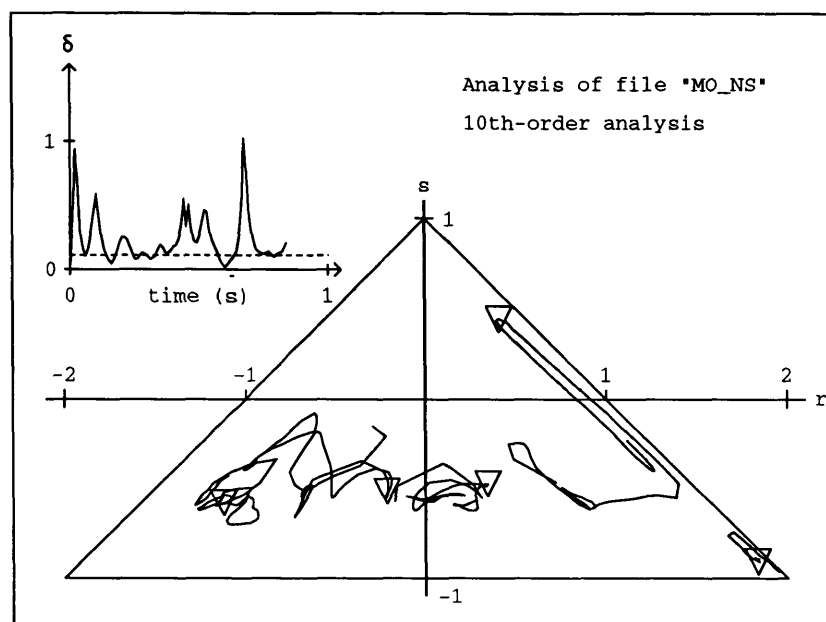 δ
Analysis of file "MO_NS"
10th-order analysis
1
0
0
time (s)
1
s
1
-2
-1
1
2
r
-1